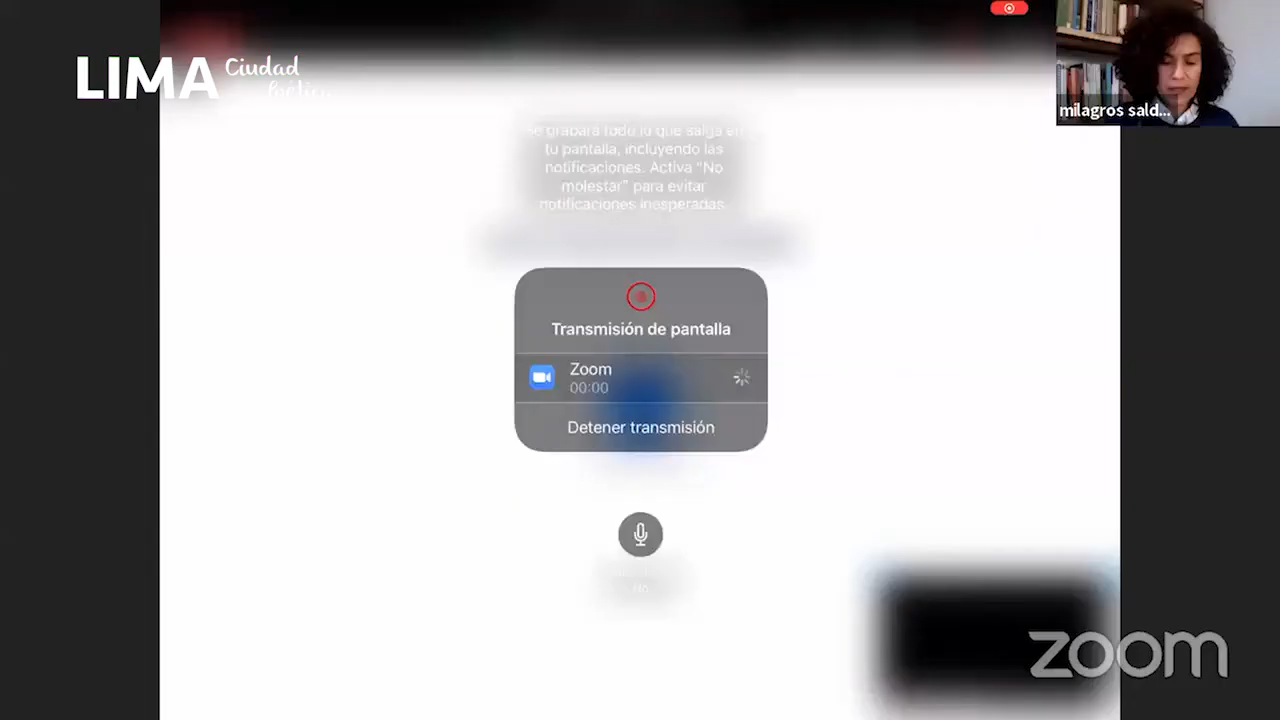 LIMA Ciudad
Poética
milagros sald...
Se grabará todo lo que salga en
tu pantalla, incluyendo las
notificaciones. Activa “No
molestar” para evitar
notificaciones inesperadas.
Transmisión de pantalla
Zoom
00:00
Detener transmisión
zoom